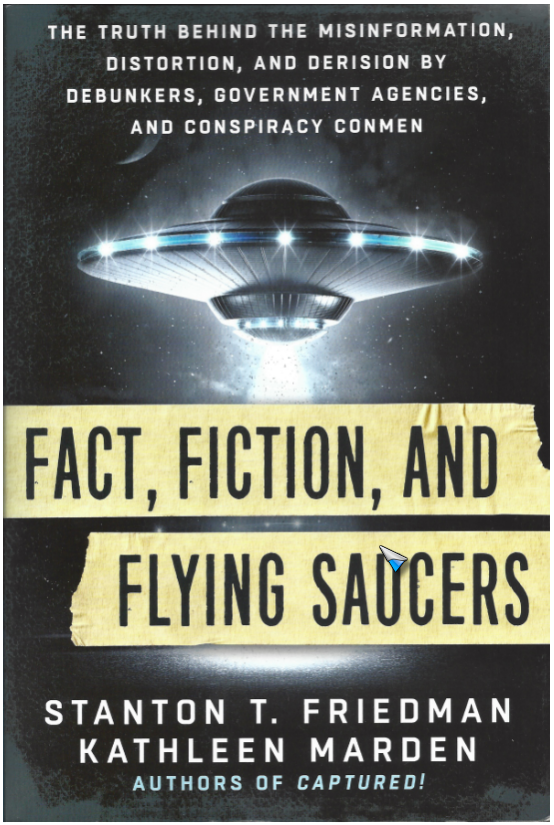 THE TRUTH BEHIND THE MISINFORMATION,
DISTORTION, AND DERISION BY
DEBUNKERS, GOVERNMENT AGENCIES,
AND CONSPIRACY CONMEN
FACT, FICTION, AND
FLYING SAUCERS
STANTON T. FRIEDMAN
KATHLEEN MARDEN
AUTHORS OF CAPTURED!